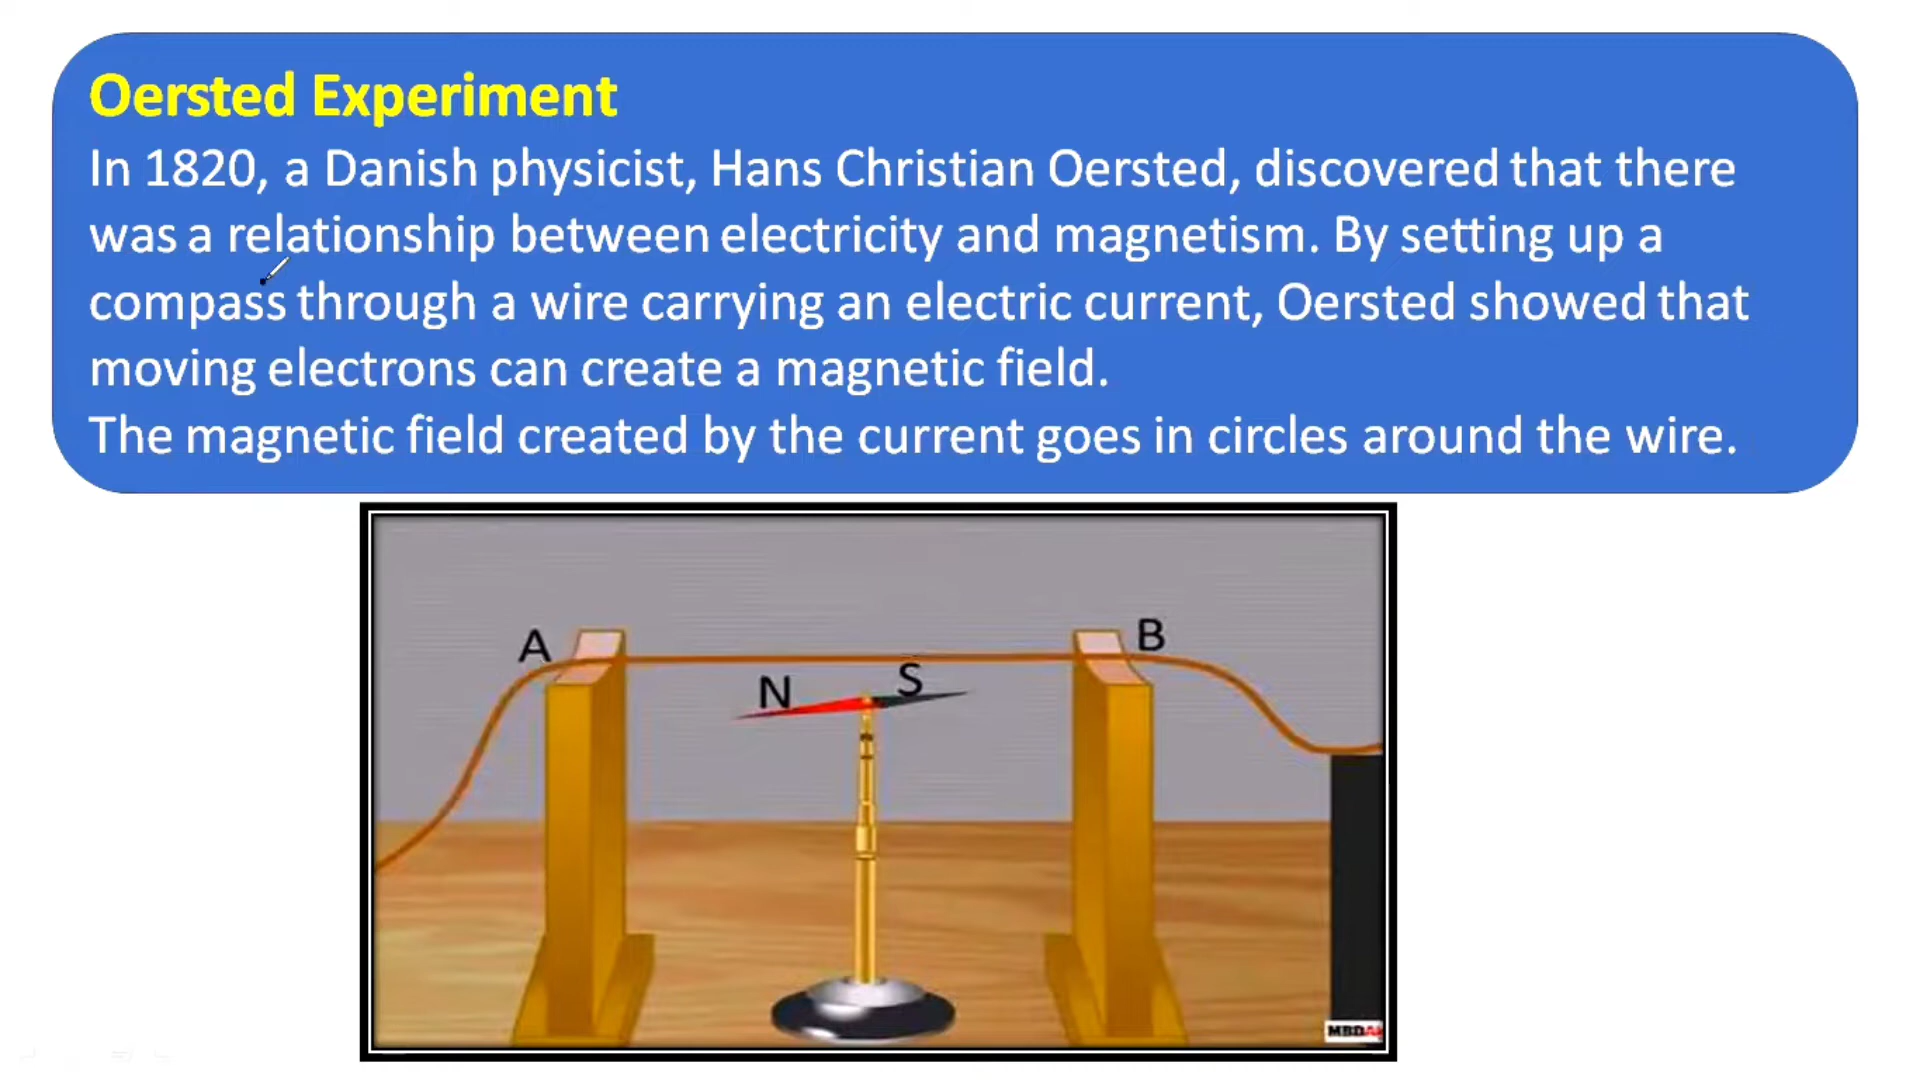 Oersted Experiment
In 1820, a Danish physicist, Hans Christian Oersted, discovered that there
was a relationship between electricity and magnetism. By setting up a
compass through a wire carrying an electric current, Oersted showed that
moving electrons can create a magnetic field.
The magnetic field created by the current goes in circles around the wire.
A
B
N
S